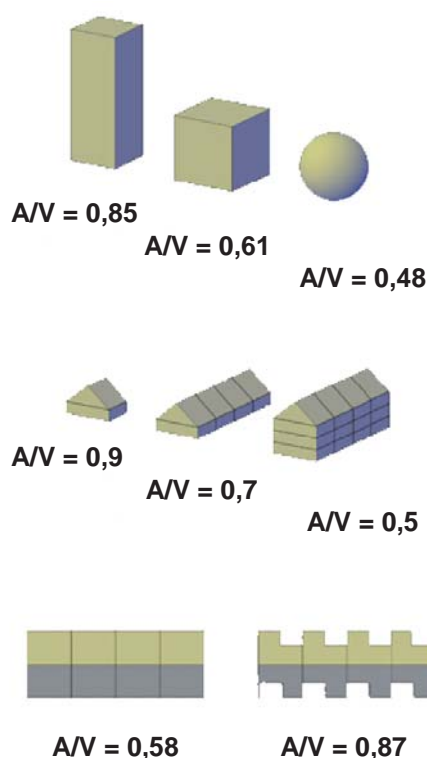 A/V = 0,85
A/V = 0,61
A/V = 0,48
A/V = 0,9
A/V = 0,7
A/V = 0,5
A/V = 0,58
A/V = 0,87